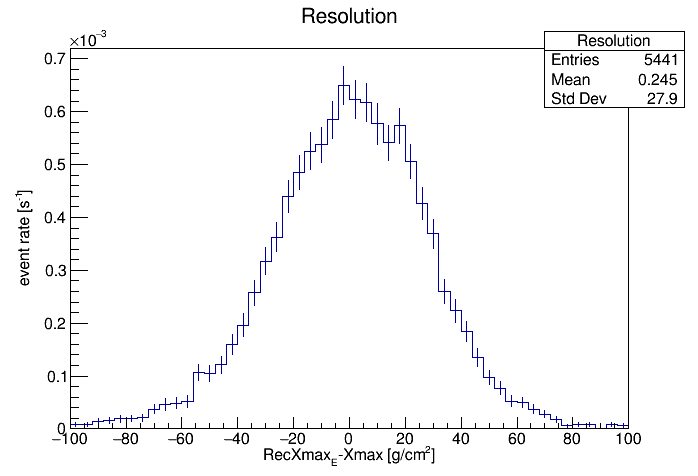 Resolution
×10⁻³
Resolution
Entries 5441
Mean 0.245
Std Dev 27.9
0.7
0.6
0.5
0.4
0.3
0.2
0.1
0
event rate [s⁻¹]
−100 −80 −60 −40 −20 0 20 40 60 80 100
RecXmax_E-Xmax [g/cm²]